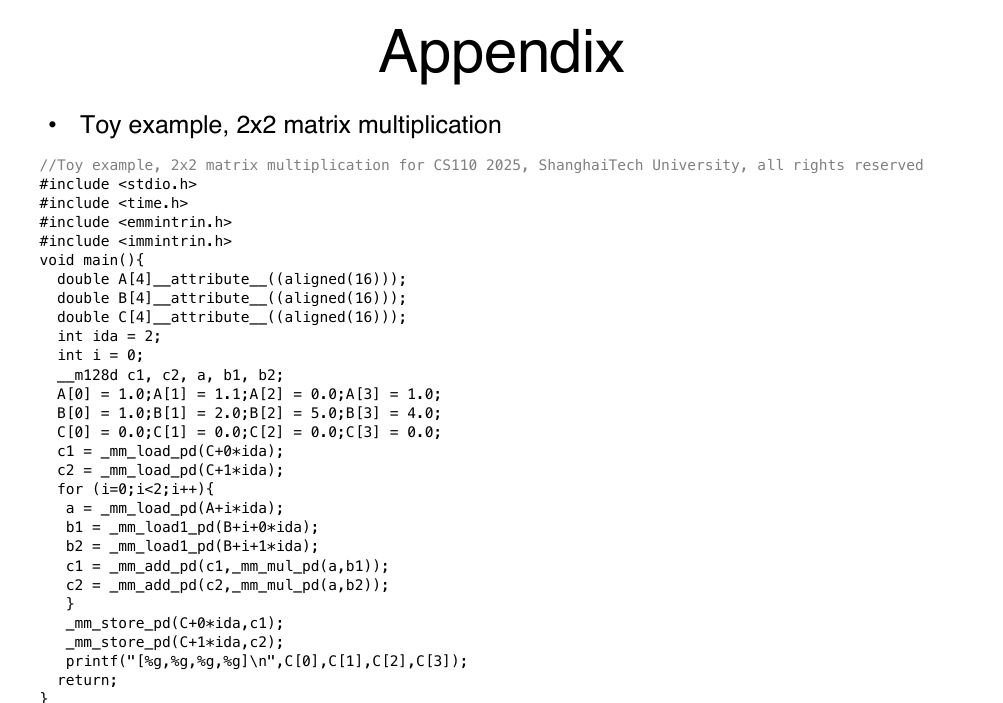 Appendix
• Toy example, 2x2 matrix multiplication
//Toy example, 2x2 matrix multiplication for CS110 2025, ShanghaiTech University, all rights reserved
#include <stdio.h>
#include <time.h>
#include <emmintrin.h>
#include <immintrin.h>
void main(){
  double A[4]__attribute__((aligned(16)));
  double B[4]__attribute__((aligned(16)));
  double C[4]__attribute__((aligned(16)));
  int ida = 2;
  int i = 0;
  __m128d c1, c2, a, b1, b2;
  A[0] = 1.0;A[1] = 1.1;A[2] = 0.0;A[3] = 1.0;
  B[0] = 1.0;B[1] = 2.0;B[2] = 5.0;B[3] = 4.0;
  C[0] = 0.0;C[1] = 0.0;C[2] = 0.0;C[3] = 0.0;
  c1 = _mm_load_pd(C+0*ida);
  c2 = _mm_load_pd(C+1*ida);
  for (i=0;i<2;i++){
   a = _mm_load_pd(A+i*ida);
   b1 = _mm_load1_pd(B+i+0*ida);
   b2 = _mm_load1_pd(B+i+1*ida);
   c1 = _mm_add_pd(c1,_mm_mul_pd(a,b1));
   c2 = _mm_add_pd(c2,_mm_mul_pd(a,b2));
   }
   _mm_store_pd(C+0*ida,c1);
   _mm_store_pd(C+1*ida,c2);
   printf("[%g,%g,%g,%g]\n",C[0],C[1],C[2],C[3]);
  return;
}